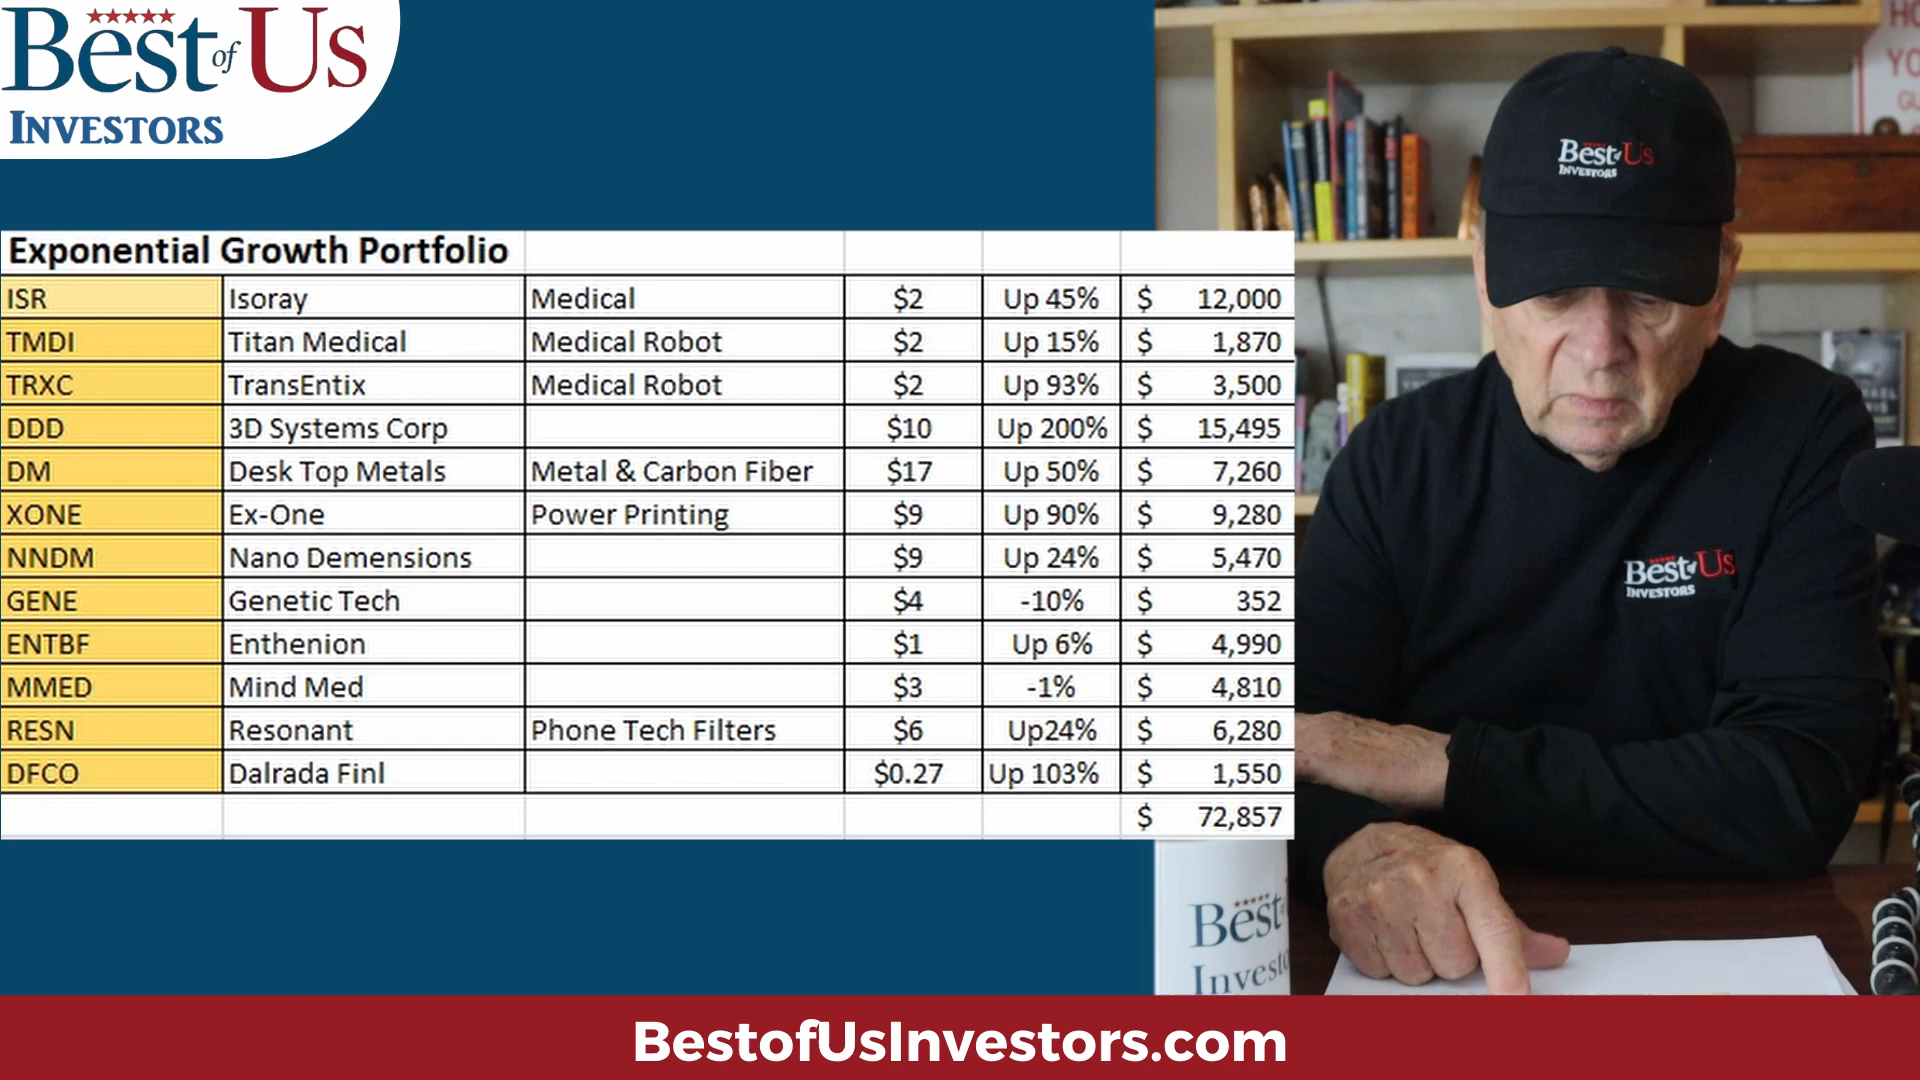 Best of Us
INVESTORS
Exponential Growth Portfolio
ISR Isoray Medical $2 Up 45% $ 12,000
TMDI Titan Medical Medical Robot $2 Up 15% $ 1,870
TRXC TransEntix Medical Robot $2 Up 93% $ 3,500
DDD 3D Systems Corp $10 Up 200% $ 15,495
DM Desk Top Metals Metal & Carbon Fiber $17 Up 50% $ 7,260
XONE Ex-One Power Printing $9 Up 90% $ 9,280
NNDM Nano Demensions $9 Up 24% $ 5,470
GENE Genetic Tech $4 -10% $ 352
ENTBF Enthenion $1 Up 6% $ 4,990
MMED Mind Med $3 -1% $ 4,810
RESN Resonant Phone Tech Filters $6 Up24% $ 6,280
DFCO Dalrada Finl $0.27 Up 103% $ 1,550
$ 72,857
Best of Us
INVESTORS
Best of Us
INVESTORS
Best
Investo
HO
YO
GU
BestofUsInvestors.com